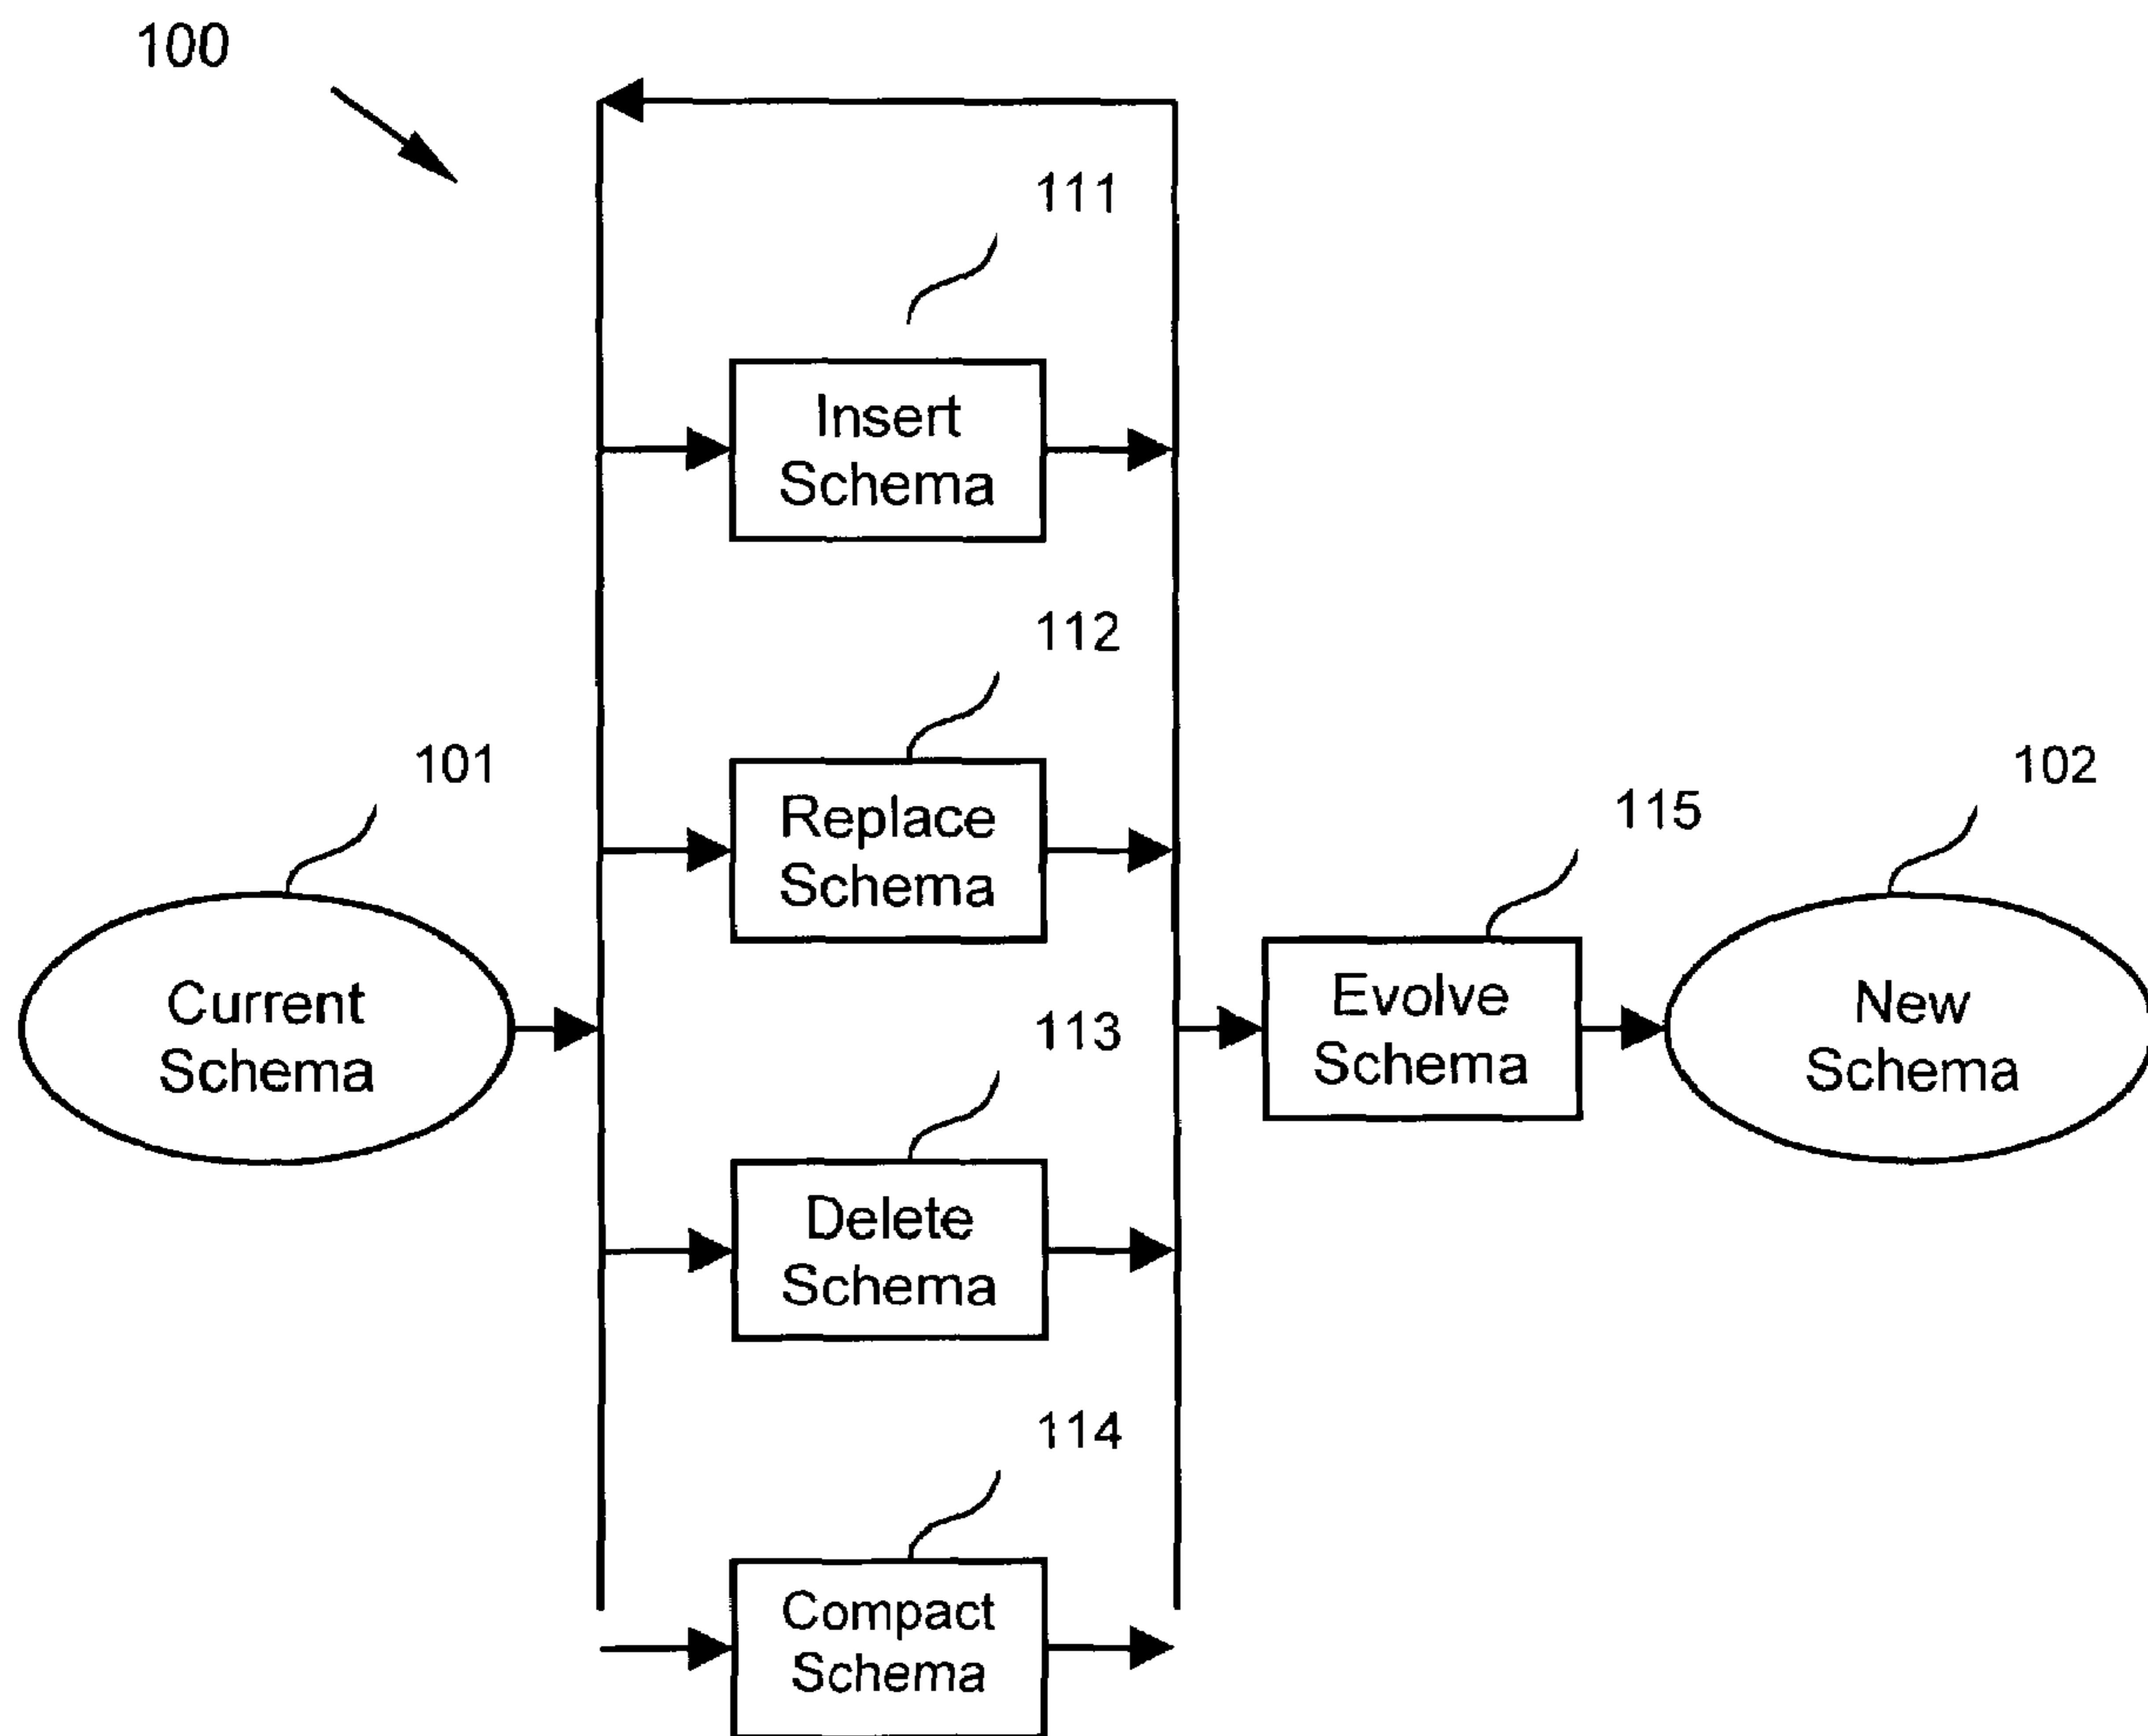 100
111
Insert
Schema
112
Replace
Schema
101
Current
Schema
113
115
Evolve
Schema
102
New
Schema
Delete
Schema
114
Compact
Schema